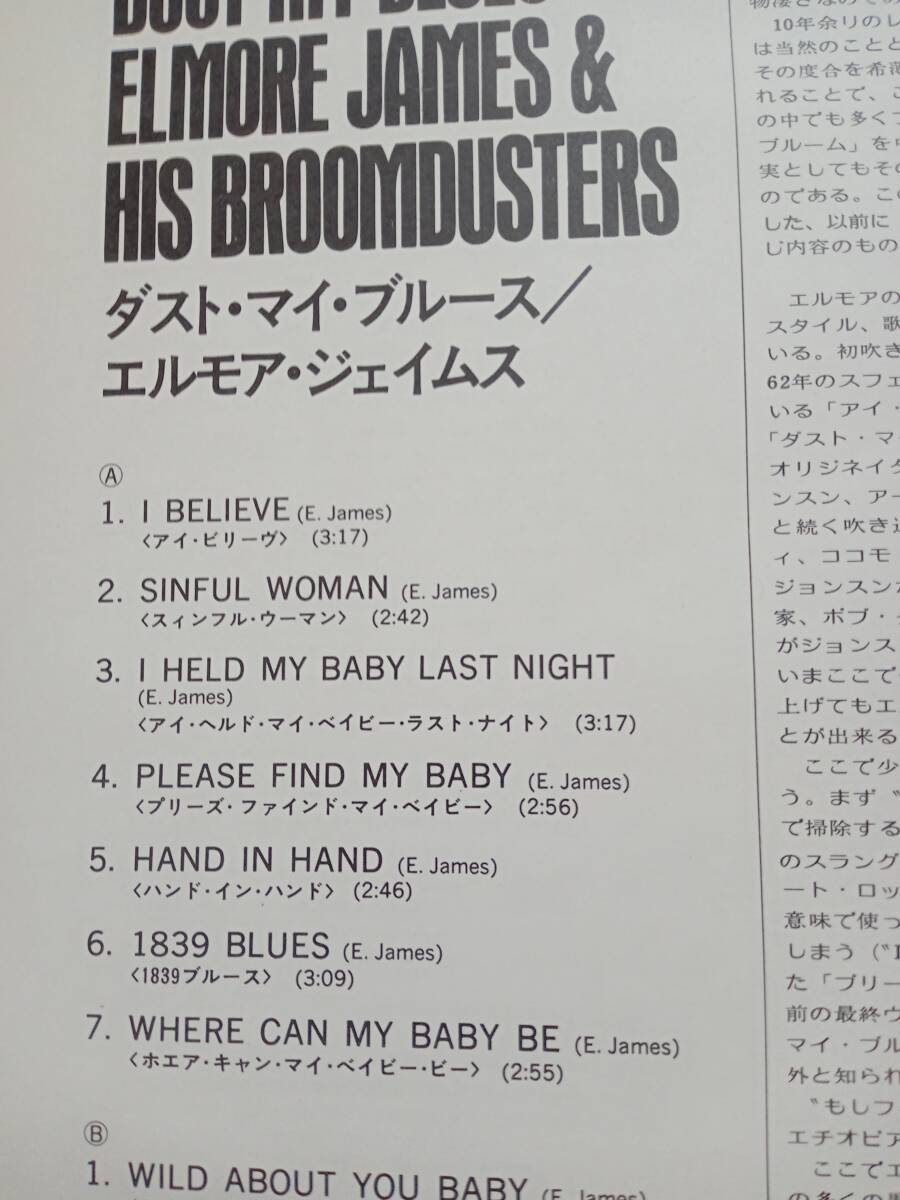 DUST MY BLUES
ELMORE JAMES &
HIS BROOMDUSTERS
ダスト・マイ・ブルース／
エルモア・ジェイムス
Ⓐ
1. I BELIEVE (E. James)
〈アイ・ビリーヴ〉 (3:17)
2. SINFUL WOMAN (E. James)
〈スィンフル・ウーマン〉 (2:42)
3. I HELD MY BABY LAST NIGHT
(E. James)
〈アイ・ヘルド・マイ・ベイビー・ラスト・ナイト〉 (3:17)
4. PLEASE FIND MY BABY (E. James)
〈プリーズ・ファインド・マイ・ベイビー〉 (2:56)
5. HAND IN HAND (E. James)
〈ハンド・イン・ハンド〉 (2:46)
6. 1839 BLUES (E. James)
〈1839ブルース〉 (3:09)
7. WHERE CAN MY BABY BE (E. James)
〈ホエア・キャン・マイ・ベイビー・ビー〉 (2:55)
Ⓑ
1. WILD ABOUT YOU BABY (E. James)
10年余リのレ
は当然のことと
その度合を希薄
れることで、こ
の中でも多くフ
ブルーム」を
実としてもその
のである。この
した、以前に
じ内容のもの
エルモアの
スタイル、歌
いる。初吹き
62年のスフェ
いる「アイ・
「ダスト・マ
オリジネイタ
ンスン、アー
と続く吹き込
ィ、ココモ
ジョンスンが
家、ボブ・
がジョンス
いまここで
上げてもエ
とが出来る
ここで少
う。まず〝
で掃除する
のスラング
ート・ロッ
意味で使っ
しまう（〝I
た「ブリー
前の最終ヴ
マイ・ブル
外と知られ
〝もしフ
エチオピア
ここでエ
の多くの